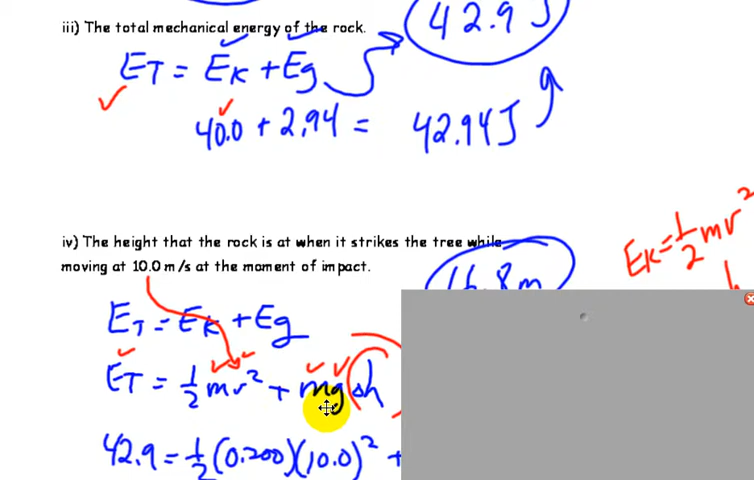 42.9 J
iii) The total mechanical energy of the rock.
ET = EK + Eg
40.0 + 2.94 = 42.94 J
EK = 1/2 mv²
iv) The height that the rock is at when it strikes the tree while
moving at 10.0 m/s at the moment of impact.
16.8 m
ET = EK + Eg
ET = 1/2 mv² + mgΔh
42.9 = 1/2 (0.200)(10.0)² +